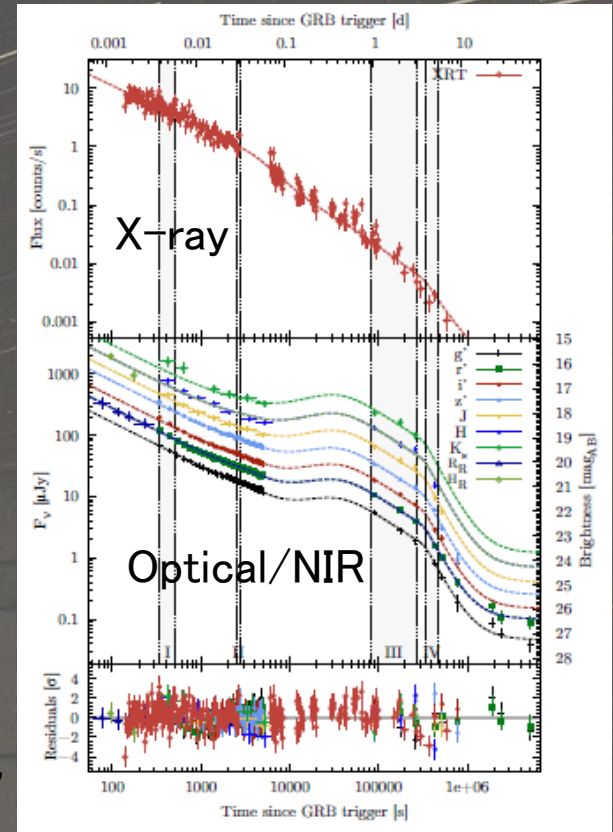 Time since GRB trigger [d]
0.001 0.01 0.1 1 10
XRT
10
1
0.1
0.01
0.001
Flux [counts/s]
X-ray
1000
100
10
1
0.1
Fν [μJy]
g'
r'
i'
z'
J
H
Ks
RR
HR
15
16
17
18
19
20
21
22
23
24
25
26
27
28
Brightness [magAB]
Optical/NIR
I II III IV
4
2
0
−2
−4
Residuals [σ]
100 1000 10000 100000 1e+06
Time since GRB trigger [s]